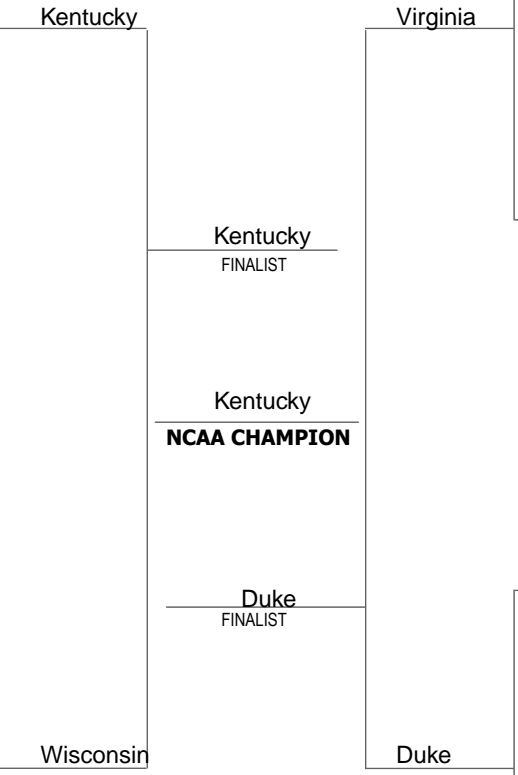 Kentucky
Virginia
Kentucky
FINALIST
Kentucky
NCAA CHAMPION
Duke
FINALIST
Wisconsin
Duke